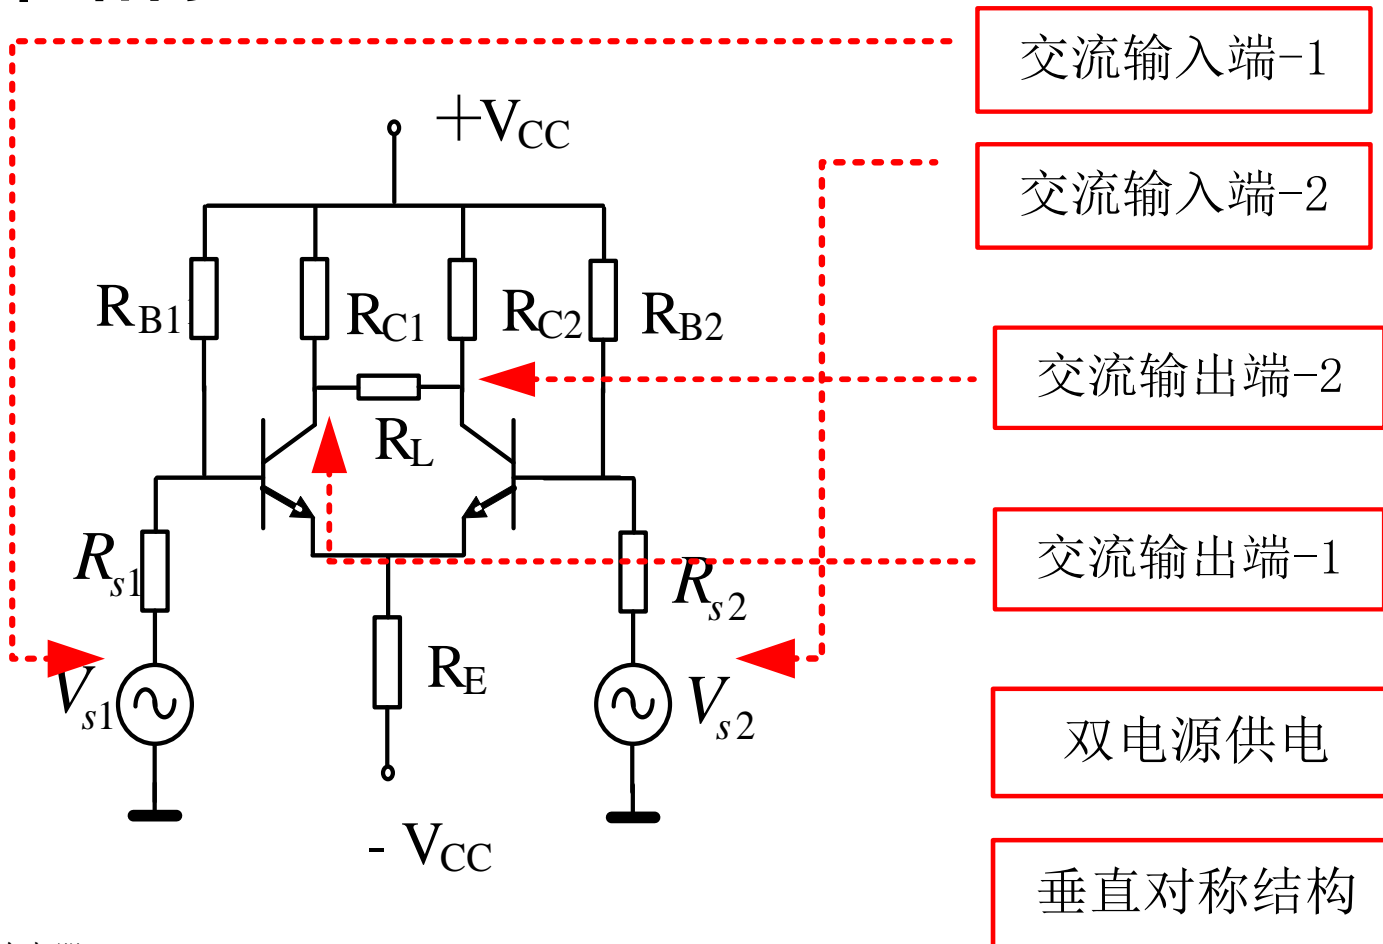 交流输入端-1
+VCC
交流输入端-2
RB1
RC1
RC2
RB2
交流输出端-2
RL
交流输出端-1
Rs1
Rs2
RE
Vs1
Vs2
双电源供电
- VCC
垂直对称结构